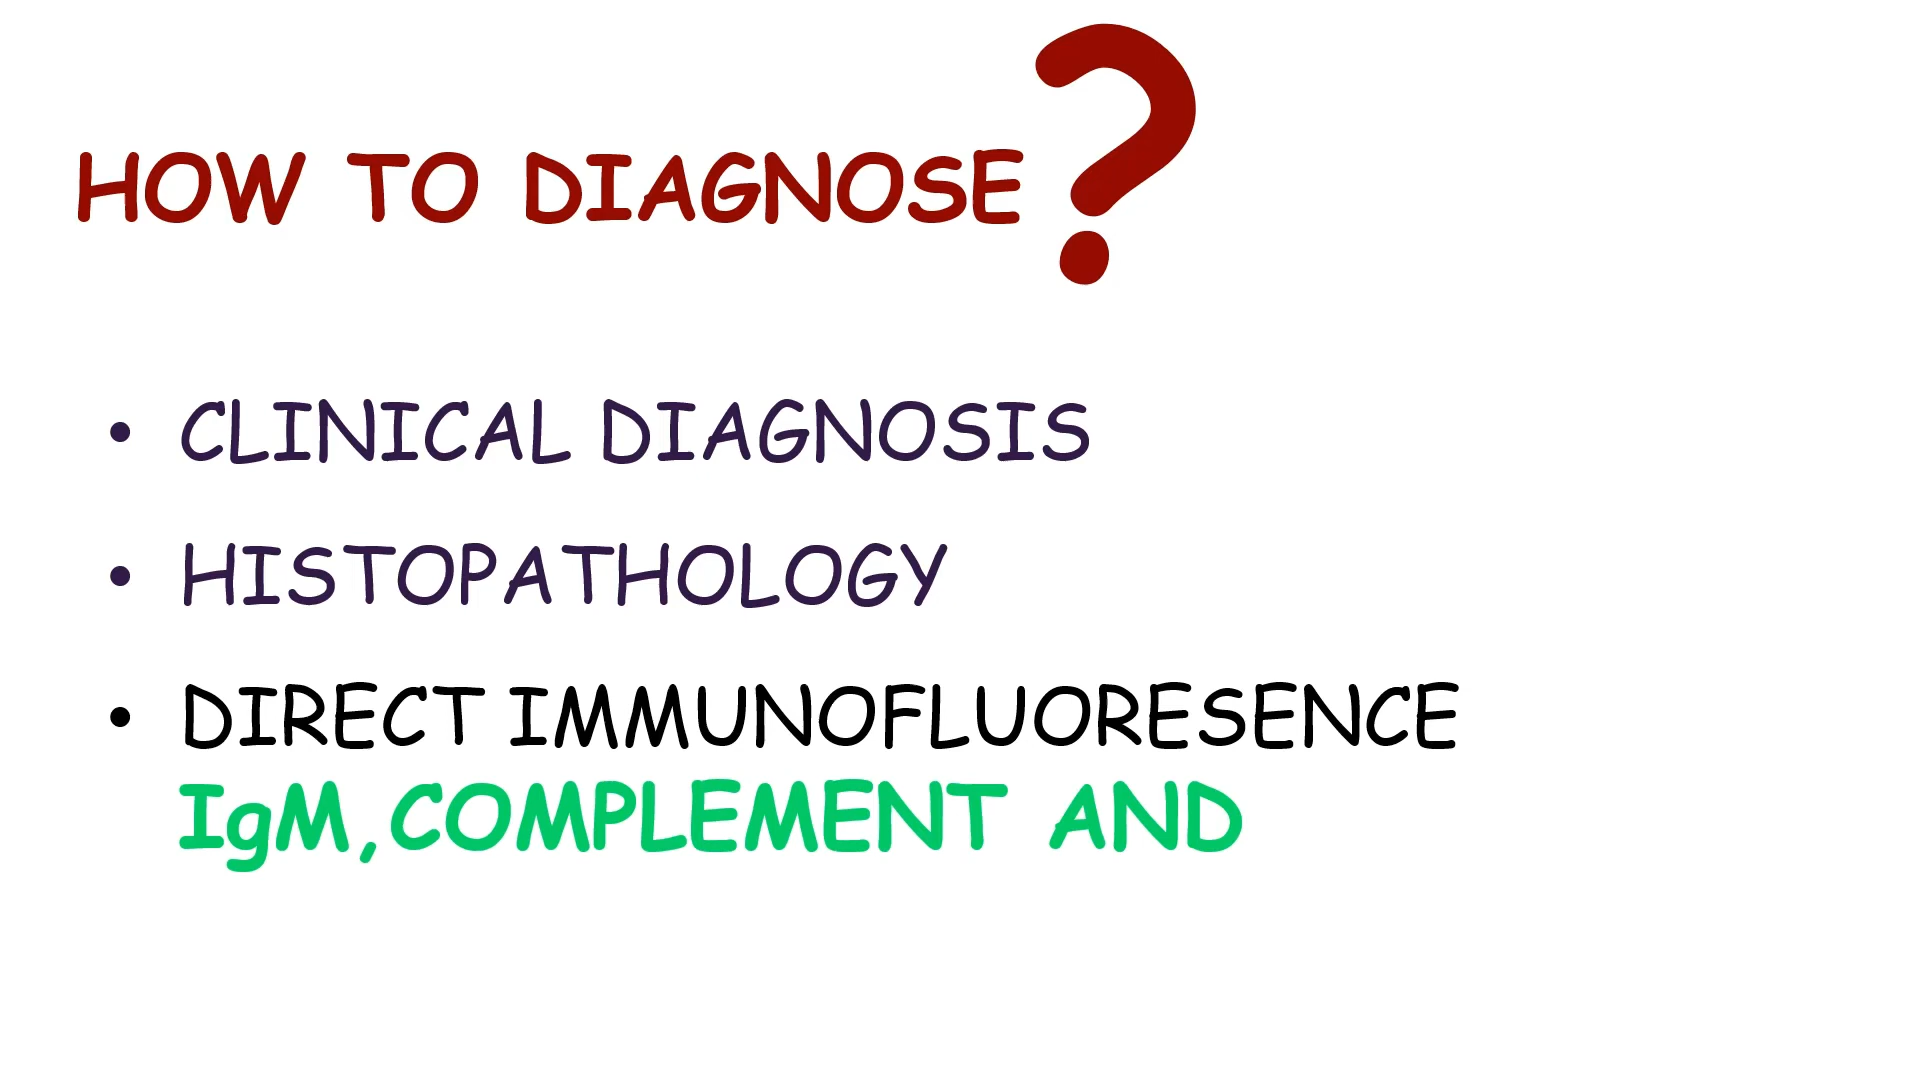 HOW TO DIAGNOSE?
• CLINICAL DIAGNOSIS
• HISTOPATHOLOGY
• DIRECT IMMUNOFLUORESENCE
IgM,COMPLEMENT AND